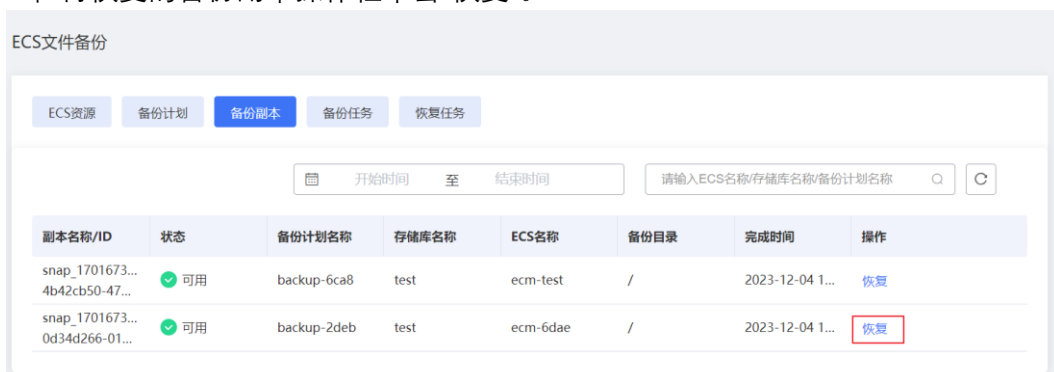 ECS文件备份
ECS资源 备份计划 备份副本 备份任务 恢复任务
开始时间 至 结束时间 请输入ECS名称/存储库名称/备份计划名称
副本名称/ID 状态 备份计划名称 存储库名称 ECS名称 备份目录 完成时间 操作
snap_1701673...
4b42cb50-47... 可用 backup-6ca8 test ecm-test / 2023-12-04 1... 恢复
snap_1701673...
0d34d266-01... 可用 backup-2deb test ecm-6dae / 2023-12-04 1... 恢复